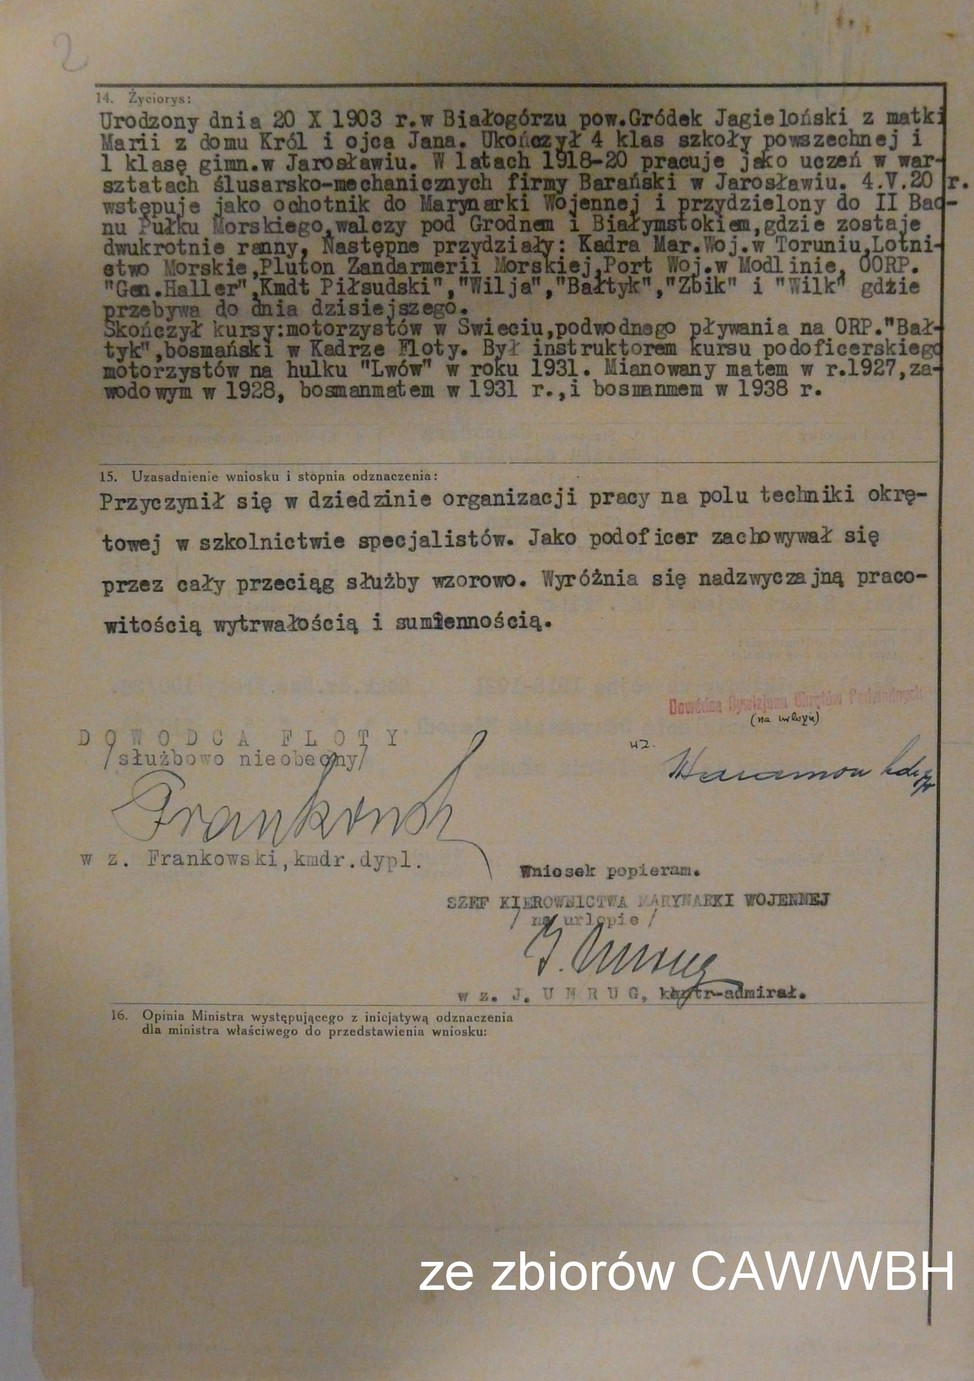 2
14. Życiorys:
Urodzony dnia 20 X 1903 r.w Białogórzu pow.Gródek Jagieloński z matki
Marii z domu Król i ojca Jana. Ukończył 4 klas szkoły powszechnej i
1 klasę gimn.w Jarosławiu. W latach 1918-20 pracuje jako uczeń w war-
sztatach ślusarsko-mechanicznych firmy Barański w Jarosławiu. 4.V.20 r.
wstępuje jako ochotnik do Marynarki Wojennej i przydzielony do II Bao-
nu Pułku Morskiego,walczy pod Grodnem i Białymstokiem,gdzie zostaje
dwukrotnie ranny, Następne przydziały: Kadra Mar.Woj.w Toruniu,Lotni-
ctwo Morskie,Pluton Żandarmerii Morskiej,Port Woj.w Modlinie, OORP.
"Gen.Haller",Kmdt Piłsudski","Wilja","Bałtyk","Żbik" i "Wilk" gdzie
przebywa do dnia dzisiejszego.
Skończył kursy:motorzystów w Swieciu,podwodnego pływania na ORP."Bał-
tyk",bosmański w Kadrze Floty. Był instruktorem kursu podoficerskiego
motorzystów na hulku "Lwów" w roku 1931. Mianowany matem w r.1927,za-
wodowym w 1928, bosmanmatem w 1931 r.,i bosmanmem w 1938 r.
15. Uzasadnienie wniosku i stopnia odznaczenia:
Przyczynił się w dziedzinie organizacji pracy na polu techniki okrę-
towej w szkolnictwie specjalistów. Jako podoficer zachowywał się
przez cały przeciąg służby wzorowo. Wyróżnia się nadzwyczajną praco-
witością wytrwałością i sumiennością.
Dowódca Dywizjonu Okrętów Podwodnych
(na urlopie)
wz.
DOWODCA FLOTY
/służbowo nieobecny/
Frankowski
w z. Frankowski,kmdr.dypl.
Wniosek popieram.
SZEF KIEROWNICTWA MARYNARKI WOJENNEJ
/ na urlopie /
J. Unrug
w z. J. UNRUG, kontr-admirał.
16. Opinia Ministra występującego z inicjatywą odznaczenia
dla ministra właściwego do przedstawienia wniosku:
ze zbiorów CAW/WBH